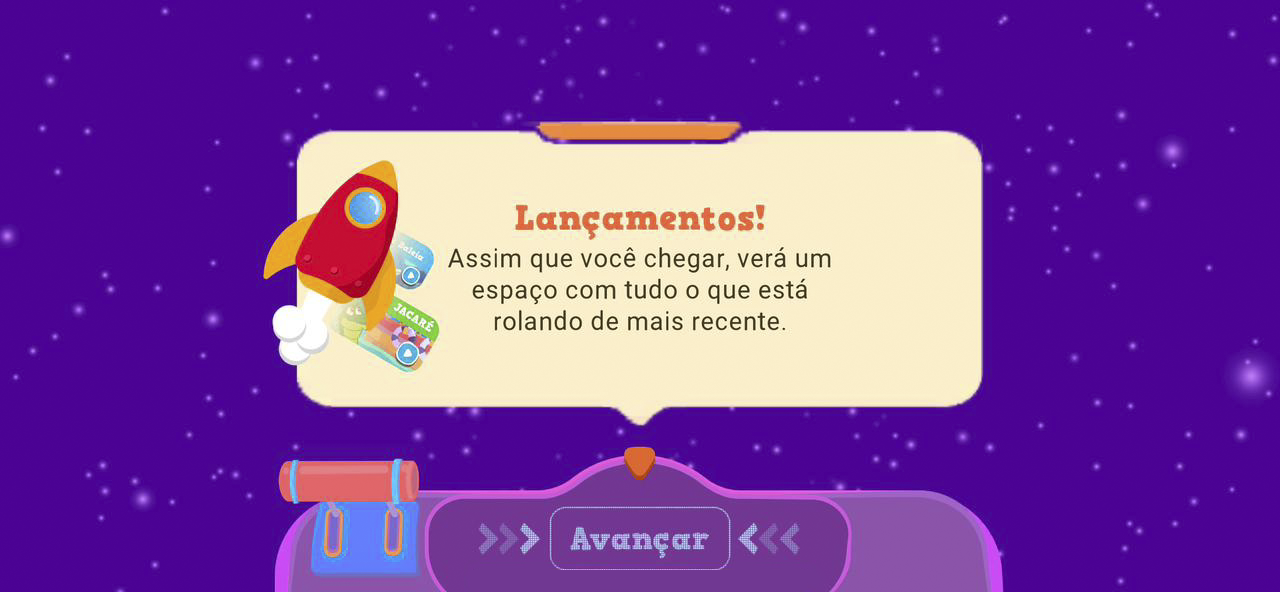 Lançamentos!
Assim que você chegar, verá um
espaço com tudo o que está
rolando de mais recente.
Baleia
JACARÉ
Avançar